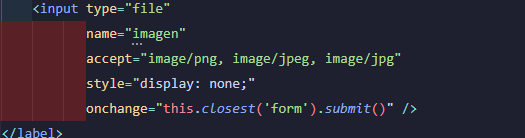 <input type="file"
name="imagen"
accept="image/png, image/jpeg, image/jpg"
style="display: none;"
onchange="this.closest('form').submit()" />
</label>